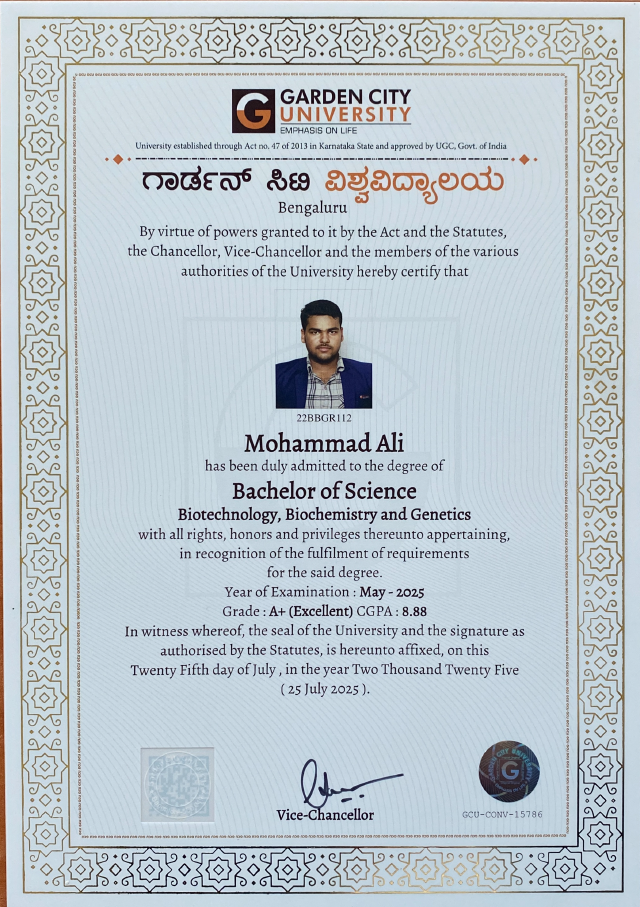 GARDEN CITY
UNIVERSITY
EMPHASIS ON LIFE
University established through Act no. 47 of 2013 in Karnataka State and approved by UGC, Govt. of India
ಗಾರ್ಡನ್ ಸಿಟಿ ವಿಶ್ವವಿದ್ಯಾಲಯ
Bengaluru
By virtue of powers granted to it by the Act and the Statutes,
the Chancellor, Vice-Chancellor and the members of the various
authorities of the University hereby certify that
22BBGR112
Mohammad Ali
has been duly admitted to the degree of
Bachelor of Science
Biotechnology, Biochemistry and Genetics
with all rights, honors and privileges thereunto appertaining,
in recognition of the fulfilment of requirements
for the said degree.
Year of Examination : May - 2025
Grade : A+ (Excellent) CGPA : 8.88
In witness whereof, the seal of the University and the signature as
authorised by the Statutes, is hereunto affixed, on this
Twenty Fifth day of July , in the year Two Thousand Twenty Five
( 25 July 2025 ).
GARDEN CITY UNIVERSITY
G
Vice-Chancellor
GCU-CONV-15786